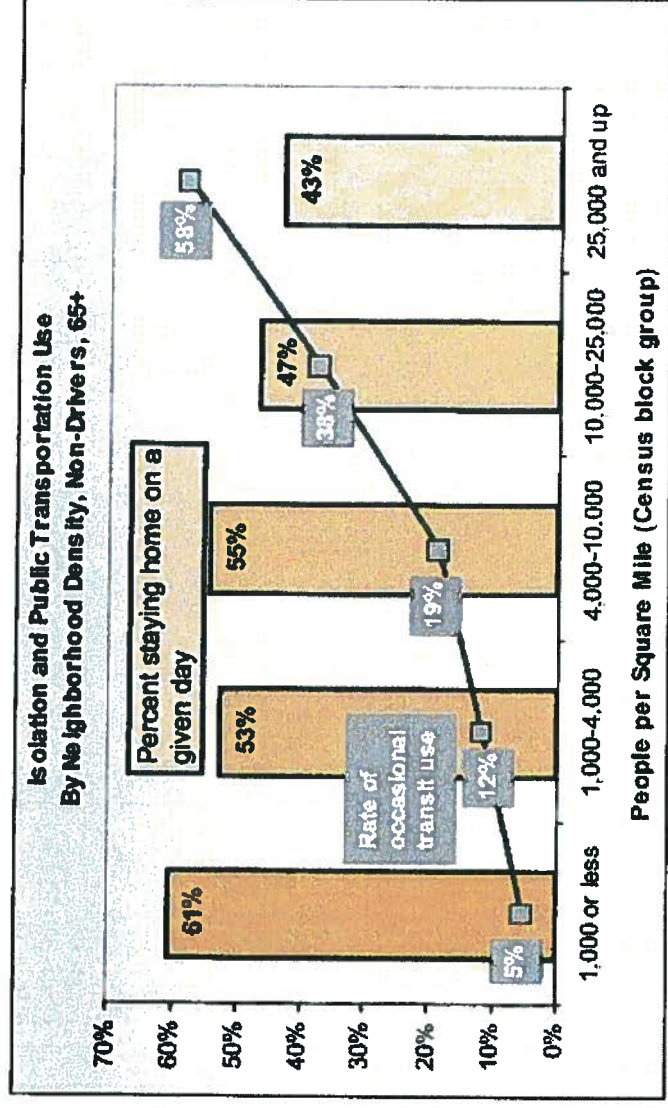 Isolation and Public Transportation Use
By Neighborhood Density, Non-Drivers, 65+
70%
60%
50%
40%
30%
20%
10%
0%
Percent staying home on a
given day
Rate of
occasional
transit use
61%
53%
55%
47%
43%
5%
12%
19%
38%
58%
1,000 or less
1,000-4,000
4,000-10,000
10,000-25,000
25,000 and up
People per Square Mile (Census block group)